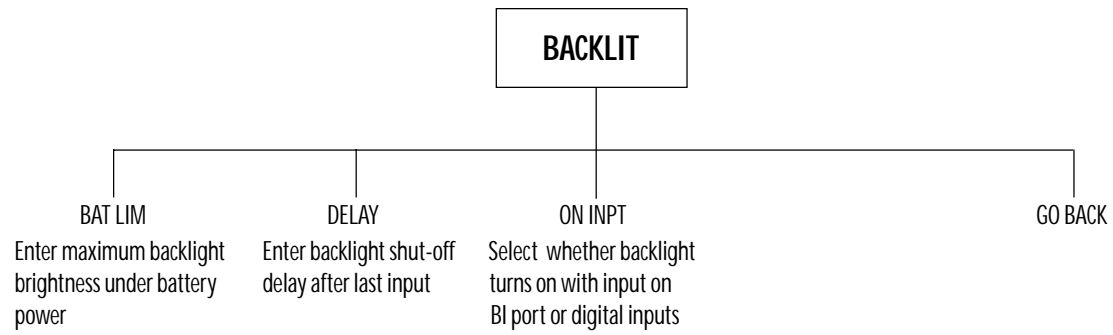 BACKLIT
BAT LIM
Enter maximum backlight
brightness under battery
power
DELAY
Enter backlight shut-off
delay after last input
ON INPT
Select whether backlight
turns on with input on
BI port or digital inputs
GO BACK